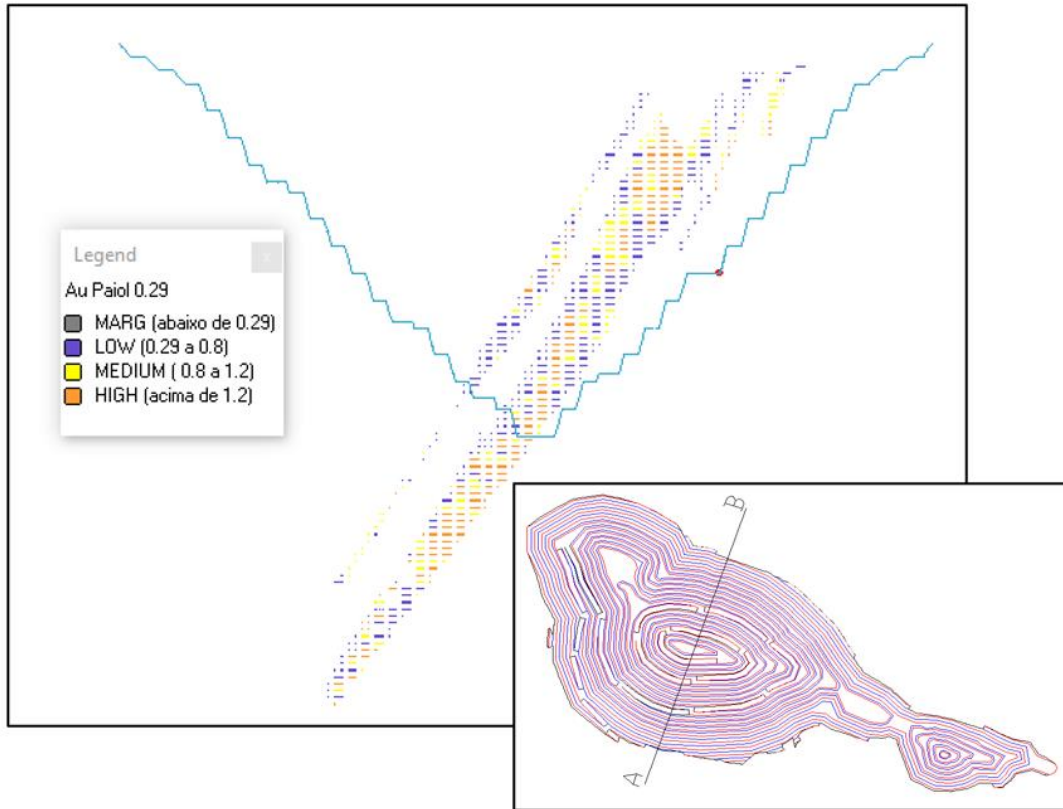 Legend
x
Au Paiol 0.29
MARG (abaixo de 0.29)
LOW (0.29 a 0.8)
MEDIUM ( 0.8 a 1.2)
HIGH (acima de 1.2)
B
A